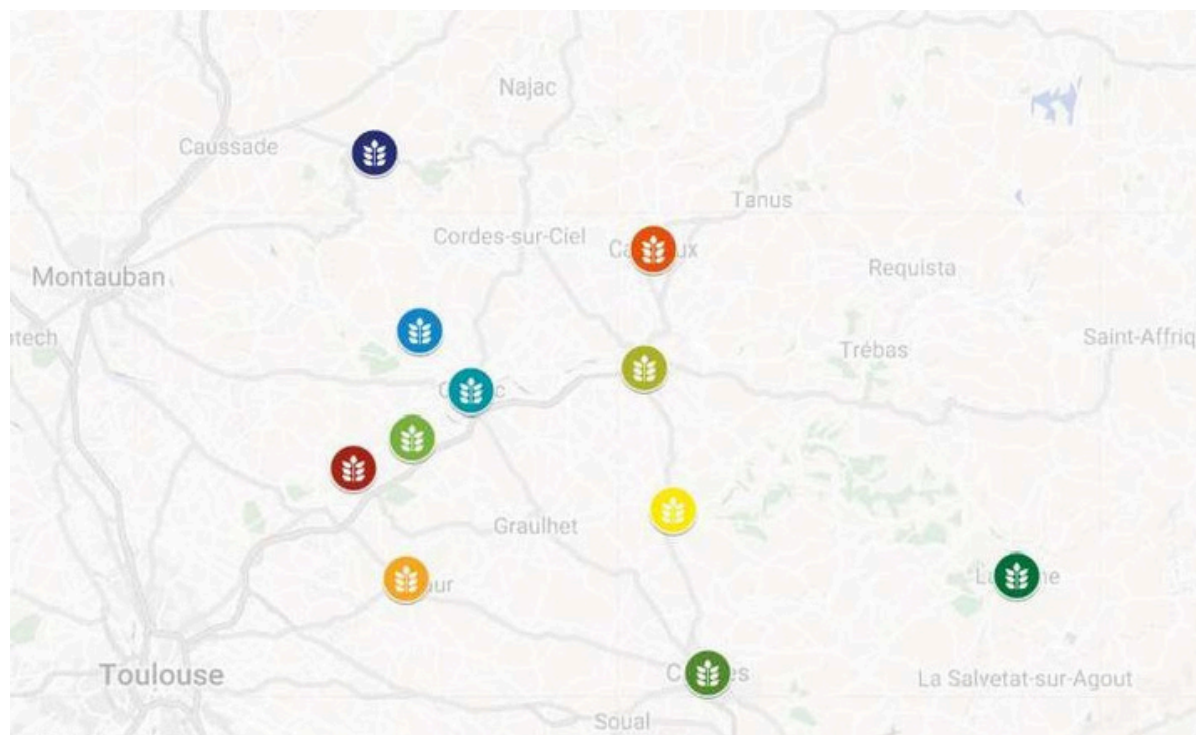 Najac
Caussade
Tanus
Cordes-sur-Ciel
Requista
Montauban
Saint-Affriq
Trébas
Graulhet
Toulouse
La Salvetat-sur-Agout
Soual